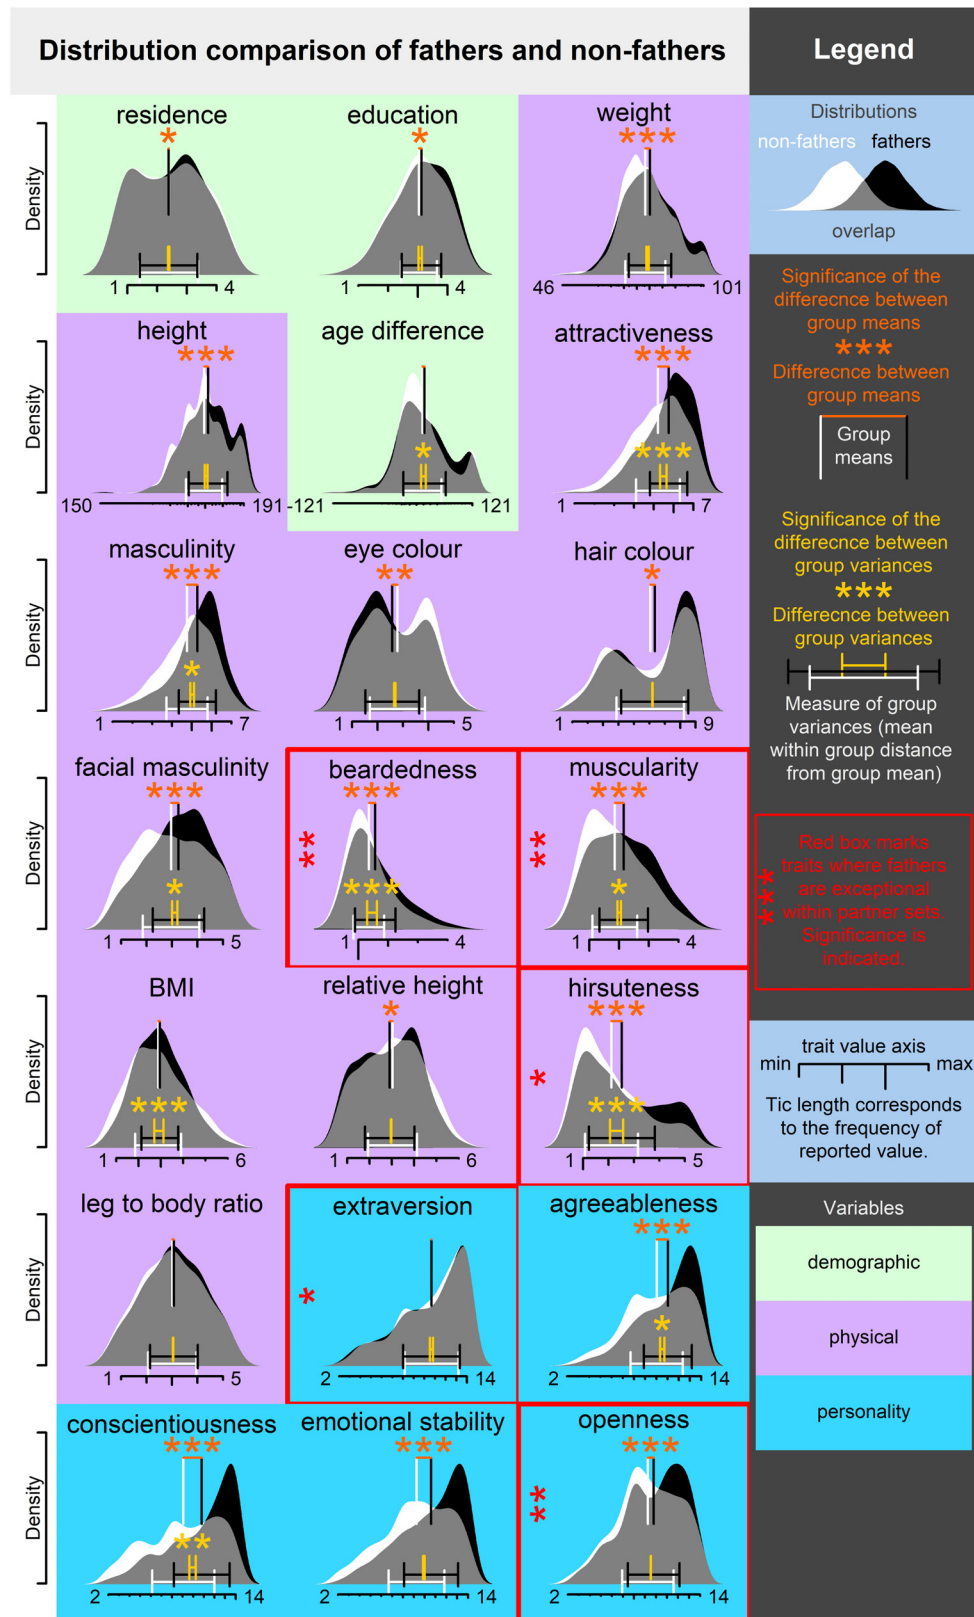 Distribution comparison of fathers and non-fathers
Legend
residence
*
education
*
weight
***
Density
1 4
1 4
46 101
height
***
age difference
*
attractiveness
***
***
Density
150 191
-121 121
1 7
masculinity
***
*
eye colour
**
hair colour
*
Density
1 7
1 5
1 9
facial masculinity
***
*
beardedness
***
***
**
muscularity
***
*
**
Density
1 5
1 4
1 4
BMI
***
relative height
*
hirsuteness
***
***
*
Density
1 6
1 6
1 5
leg to body ratio
extraversion
*
agreeableness
***
*
Density
1 5
2 14
2 14
conscientiousness
***
**
emotional stability
***
openness
***
**
Density
2 14
2 14
2 14
Distributions
non-fathers fathers
overlap
Significance of the
differecnce between
group means
***
Differecnce between
group means
Group
means
Significance of the
differecnce between
group variances
***
Differecnce between
group variances
Measure of group
variances (mean
within group distance
from group mean)
Red box marks
traits where fathers
are exceptional
within partner sets.
Significance is
indicated.
***
trait value axis
min max
Tic length corresponds
to the frequency of
reported value.
Variables
demographic
physical
personality